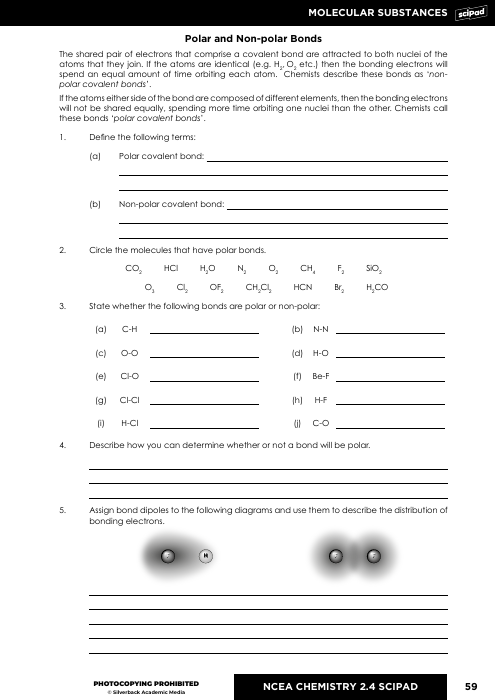 MOLECULAR SUBSTANCES scipad
Polar and Non-polar Bonds
The shared pair of electrons that comprise a covalent bond are attracted to both nuclei of the
atoms that they join. If the atoms are identical (e.g. H₂, O₂ etc.) then the bonding electrons will
spend an equal amount of time orbiting each atom. Chemists describe these bonds as ‘non-
polar covalent bonds’.
If the atoms either side of the bond are composed of different elements, then the bonding electrons
will not be shared equally, spending more time orbiting one nuclei than the other. Chemists call
these bonds ‘polar covalent bonds’.
1. Define the following terms:
(a) Polar covalent bond:
(b) Non-polar covalent bond:
2. Circle the molecules that have polar bonds.
CO₂ HCl H₂O N₂ O₃ CH₄ F₂ SiO₂
O₂ Cl₂ OF₂ CH₂Cl₂ HCN Br₂ H₂CO
3. State whether the following bonds are polar or non-polar:
(a) C-H (b) N-N
(c) O-O (d) H-O
(e) Cl-O (f) Be-F
(g) Cl-Cl (h) H-F
(i) H-Cl (j) C-O
4. Describe how you can determine whether or not a bond will be polar.
5. Assign bond dipoles to the following diagrams and use them to describe the distribution of
bonding electrons.
F H F F
PHOTOCOPYING PROHIBITED
© Silverback Academic Media
NCEA CHEMISTRY 2.4 SCIPAD 59